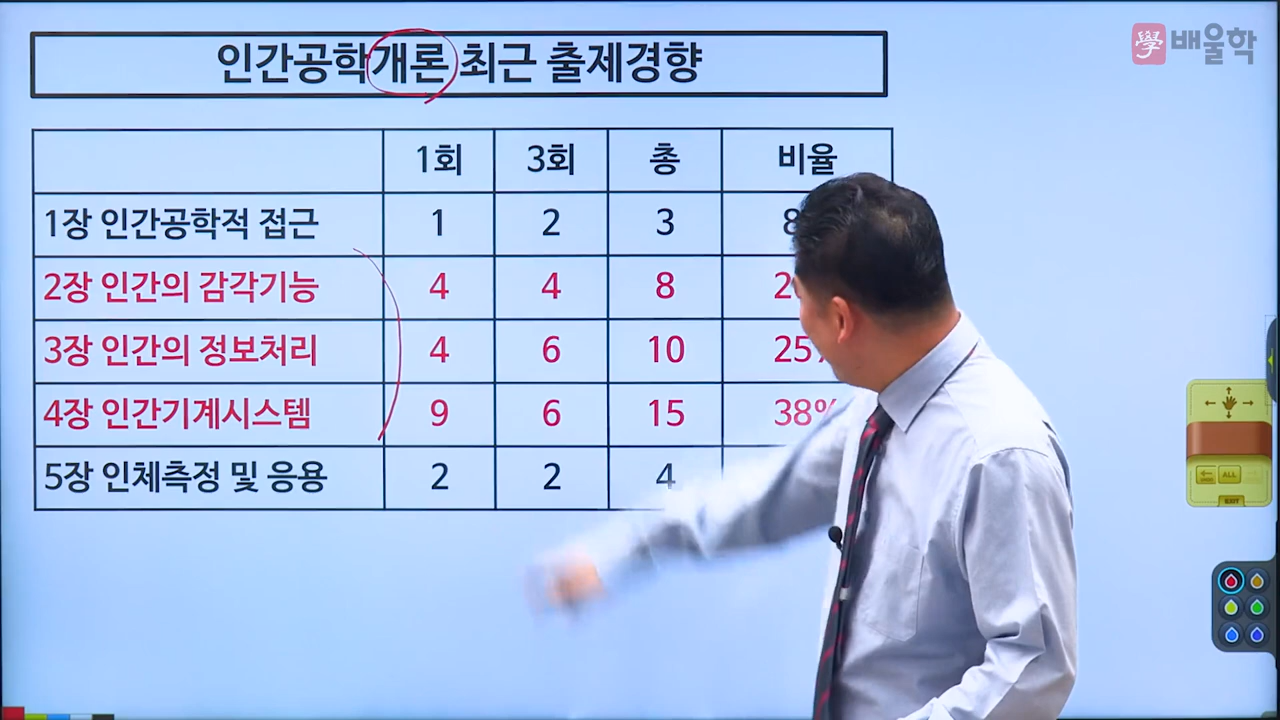 인간공학개론 최근 출제경향
學 배울학
1회 3회 총 비율
1장 인간공학적 접근 1 2 3
2장 인간의 감각기능 4 4 8
3장 인간의 정보처리 4 6 10 25%
4장 인간기계시스템 9 6 15 38%
5장 인체측정 및 응용 2 2 4
ALL
EXIT